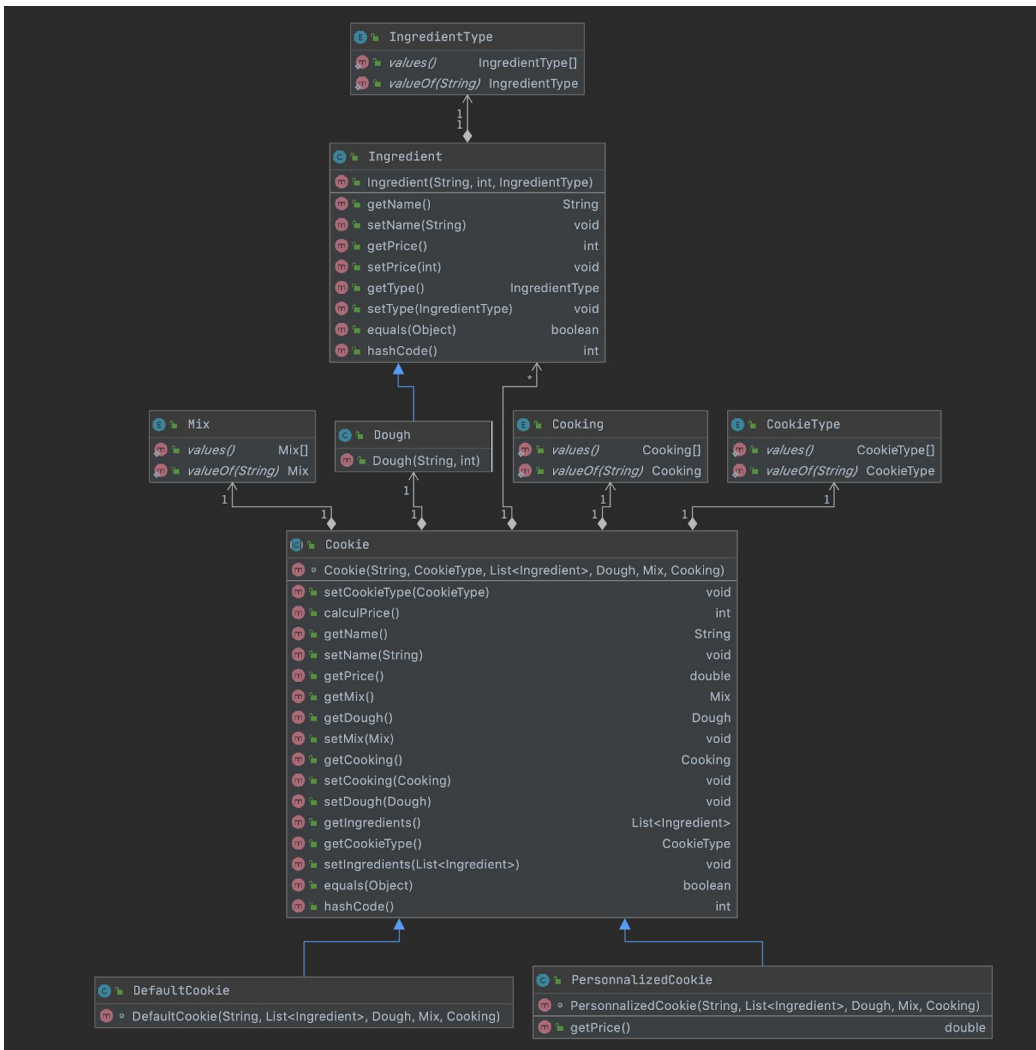 IngredientType
values() IngredientType[]
valueOf(String) IngredientType
1
1
Ingredient
Ingredient(String, int, IngredientType)
getName() String
setName(String) void
getPrice() int
setPrice(int) void
getType() IngredientType
setType(IngredientType) void
equals(Object) boolean
hashCode() int
*
Mix
values() Mix[]
valueOf(String) Mix
Dough
Dough(String, int)
Cooking
values() Cooking[]
valueOf(String) Cooking
CookieType
values() CookieType[]
valueOf(String) CookieType
1 1 1 1
1 1 1 1 1
Cookie
Cookie(String, CookieType, List<Ingredient>, Dough, Mix, Cooking)
setCookieType(CookieType) void
calculPrice() int
getName() String
setName(String) void
getPrice() double
getMix() Mix
getDough() Dough
setMix(Mix) void
getCooking() Cooking
setCooking(Cooking) void
setDough(Dough) void
getIngredients() List<Ingredient>
getCookieType() CookieType
setIngredients(List<Ingredient>) void
equals(Object) boolean
hashCode() int
DefaultCookie
DefaultCookie(String, List<Ingredient>, Dough, Mix, Cooking)
PersonnalizedCookie
PersonnalizedCookie(String, List<Ingredient>, Dough, Mix, Cooking)
getPrice() double